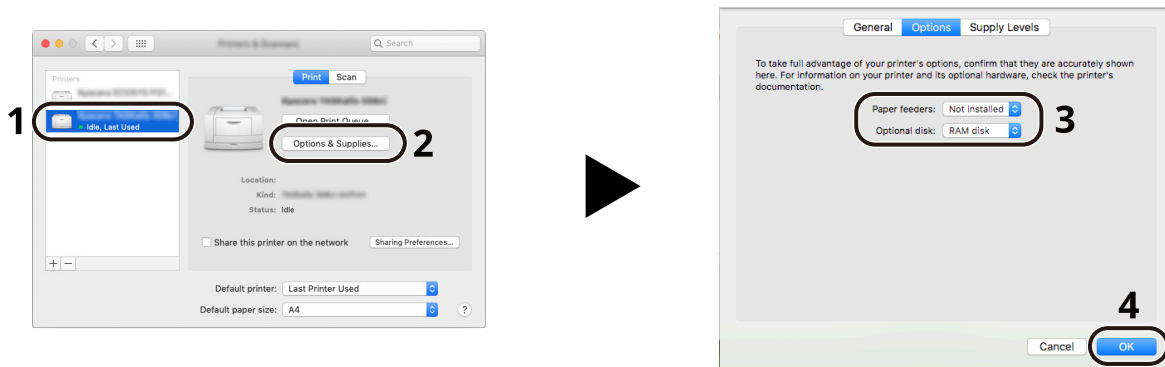 Search
Printers
Print Scan
Idle, Last Used
Open Print Queue
Options & Supplies...
Location:
Kind:
Status: Idle
Share this printer on the network
Sharing Preferences...
+ −
Default printer: Last Printer Used
Default paper size: A4
?
1
2
General Options Supply Levels
To take full advantage of your printer's options, confirm that they are accurately shown
here. For information on your printer and its optional hardware, check the printer's
documentation.
Paper feeders: Not Installed
Optional disk: RAM disk
3
4
Cancel OK